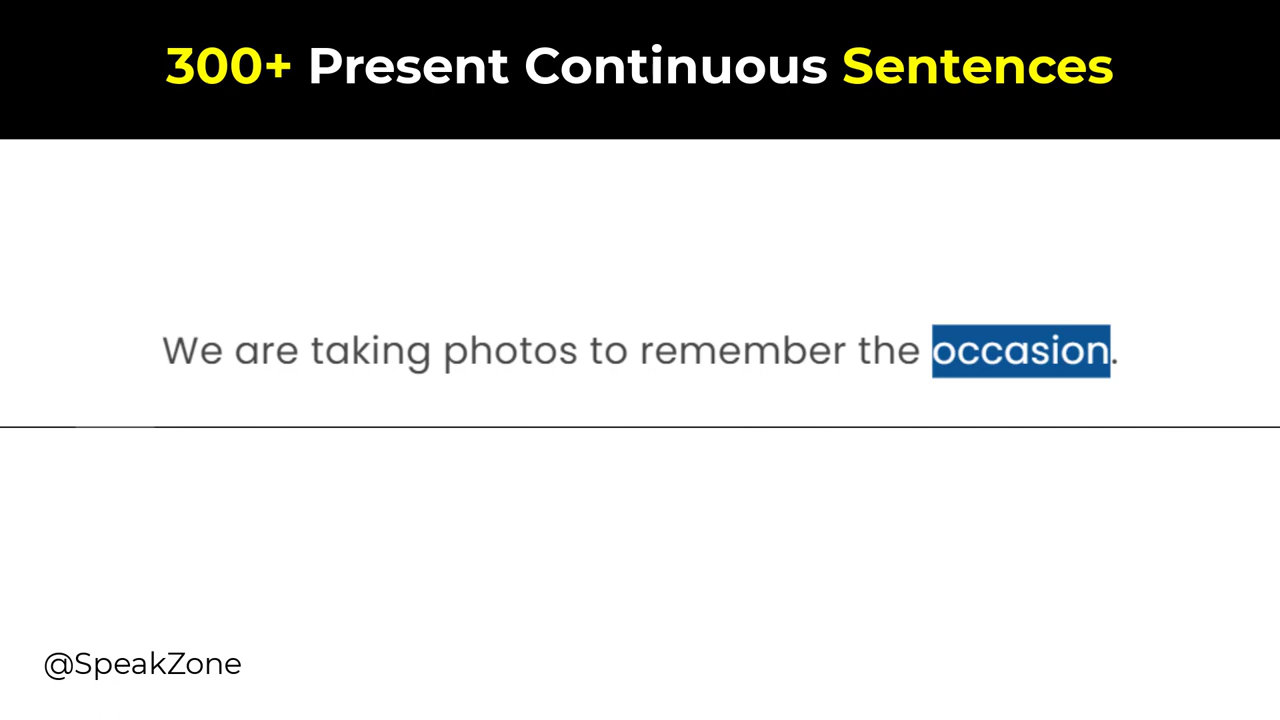 300+ Present Continuous Sentences
We are taking photos to remember the occasion.
@SpeakZone